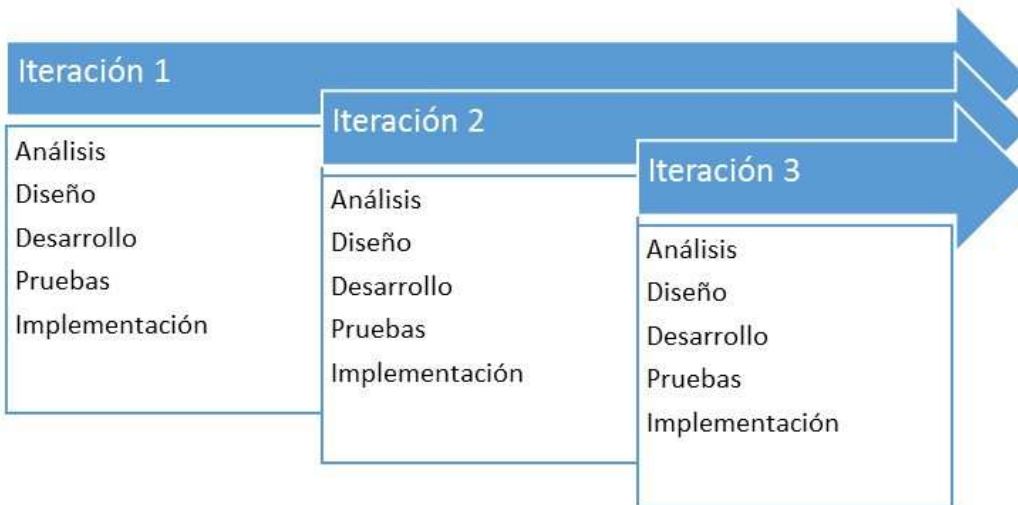 Iteración 1
Análisis
Diseño
Desarrollo
Pruebas
Implementación
Iteración 2
Análisis
Diseño
Desarrollo
Pruebas
Implementación
Iteración 3
Análisis
Diseño
Desarrollo
Pruebas
Implementación